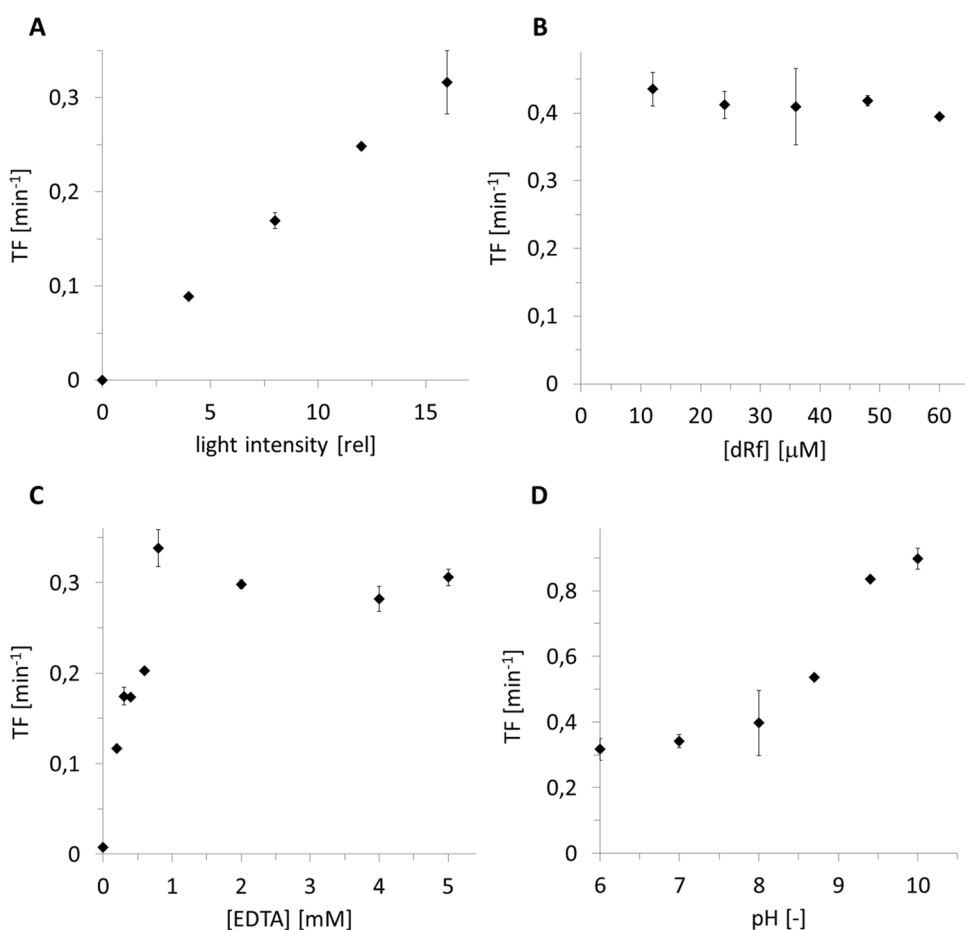 A
TF [min-1]
0,3
0,2
0,1
0
0 5 10 15
light intensity [rel]
B
TF [min-1]
0,4
0,3
0,2
0,1
0
0 10 20 30 40 50 60
[dRf] [µM]
C
TF [min-1]
0,3
0,2
0,1
0
0 1 2 3 4 5
[EDTA] [mM]
D
TF [min-1]
0,8
0,6
0,4
0,2
0
6 7 8 9 10
pH [-]